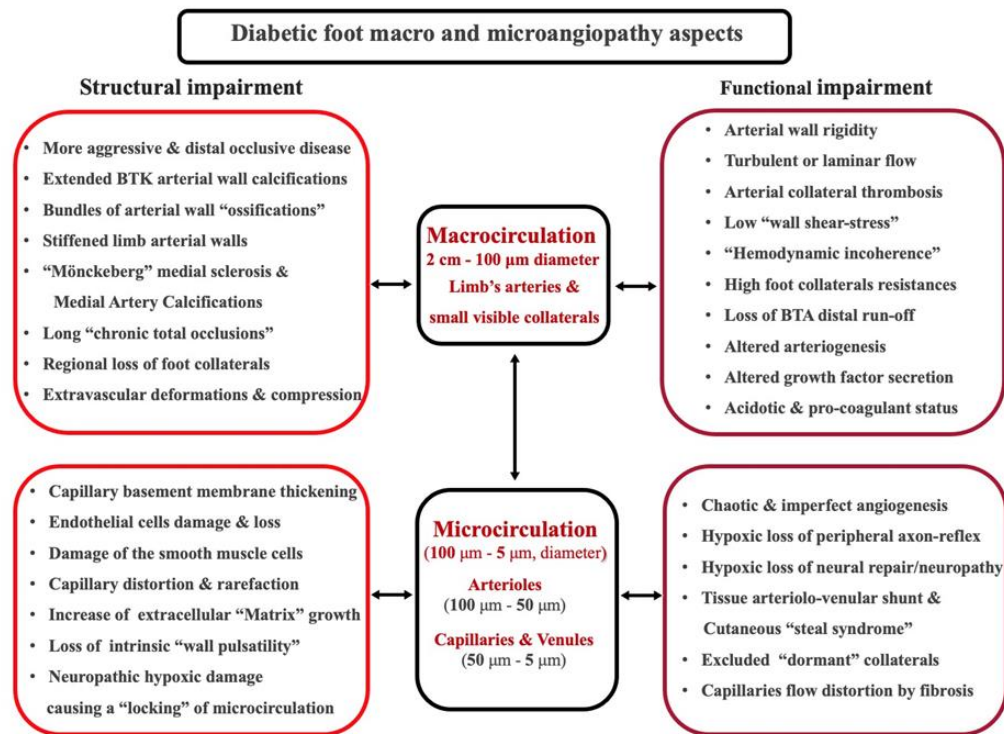 Diabetic foot macro and microangiopathy aspects
Structural impairment
• More aggressive & distal occlusive disease
• Extended BTK arterial wall calcifications
• Bundles of arterial wall “ossifications”
• Stiffened limb arterial walls
• “Mönckeberg” medial sclerosis &
Medial Artery Calcifications
• Long “chronic total occlusions”
• Regional loss of foot collaterals
• Extravascular deformations & compression
Macrocirculation
2 cm - 100 μm diameter
Limb’s arteries &
small visible collaterals
Functional impairment
• Arterial wall rigidity
• Turbulent or laminar flow
• Arterial collateral thrombosis
• Low “wall shear-stress”
• “Hemodynamic incoherence”
• High foot collaterals resistances
• Loss of BTA distal run-off
• Altered arteriogenesis
• Altered growth factor secretion
• Acidotic & pro-coagulant status
• Capillary basement membrane thickening
• Endothelial cells damage & loss
• Damage of the smooth muscle cells
• Capillary distortion & rarefaction
• Increase of extracellular “Matrix” growth
• Loss of intrinsic “wall pulsatility”
• Neuropathic hypoxic damage
causing a “locking” of microcirculation
Microcirculation
(100 μm - 5 μm, diameter)
Arterioles
(100 μm - 50 μm)
Capillaries & Venules
(50 μm - 5 μm)
• Chaotic & imperfect angiogenesis
• Hypoxic loss of peripheral axon-reflex
• Hypoxic loss of neural repair/neuropathy
• Tissue arteriolo-venular shunt &
Cutaneous “steal syndrome”
• Excluded “dormant” collaterals
• Capillaries flow distortion by fibrosis